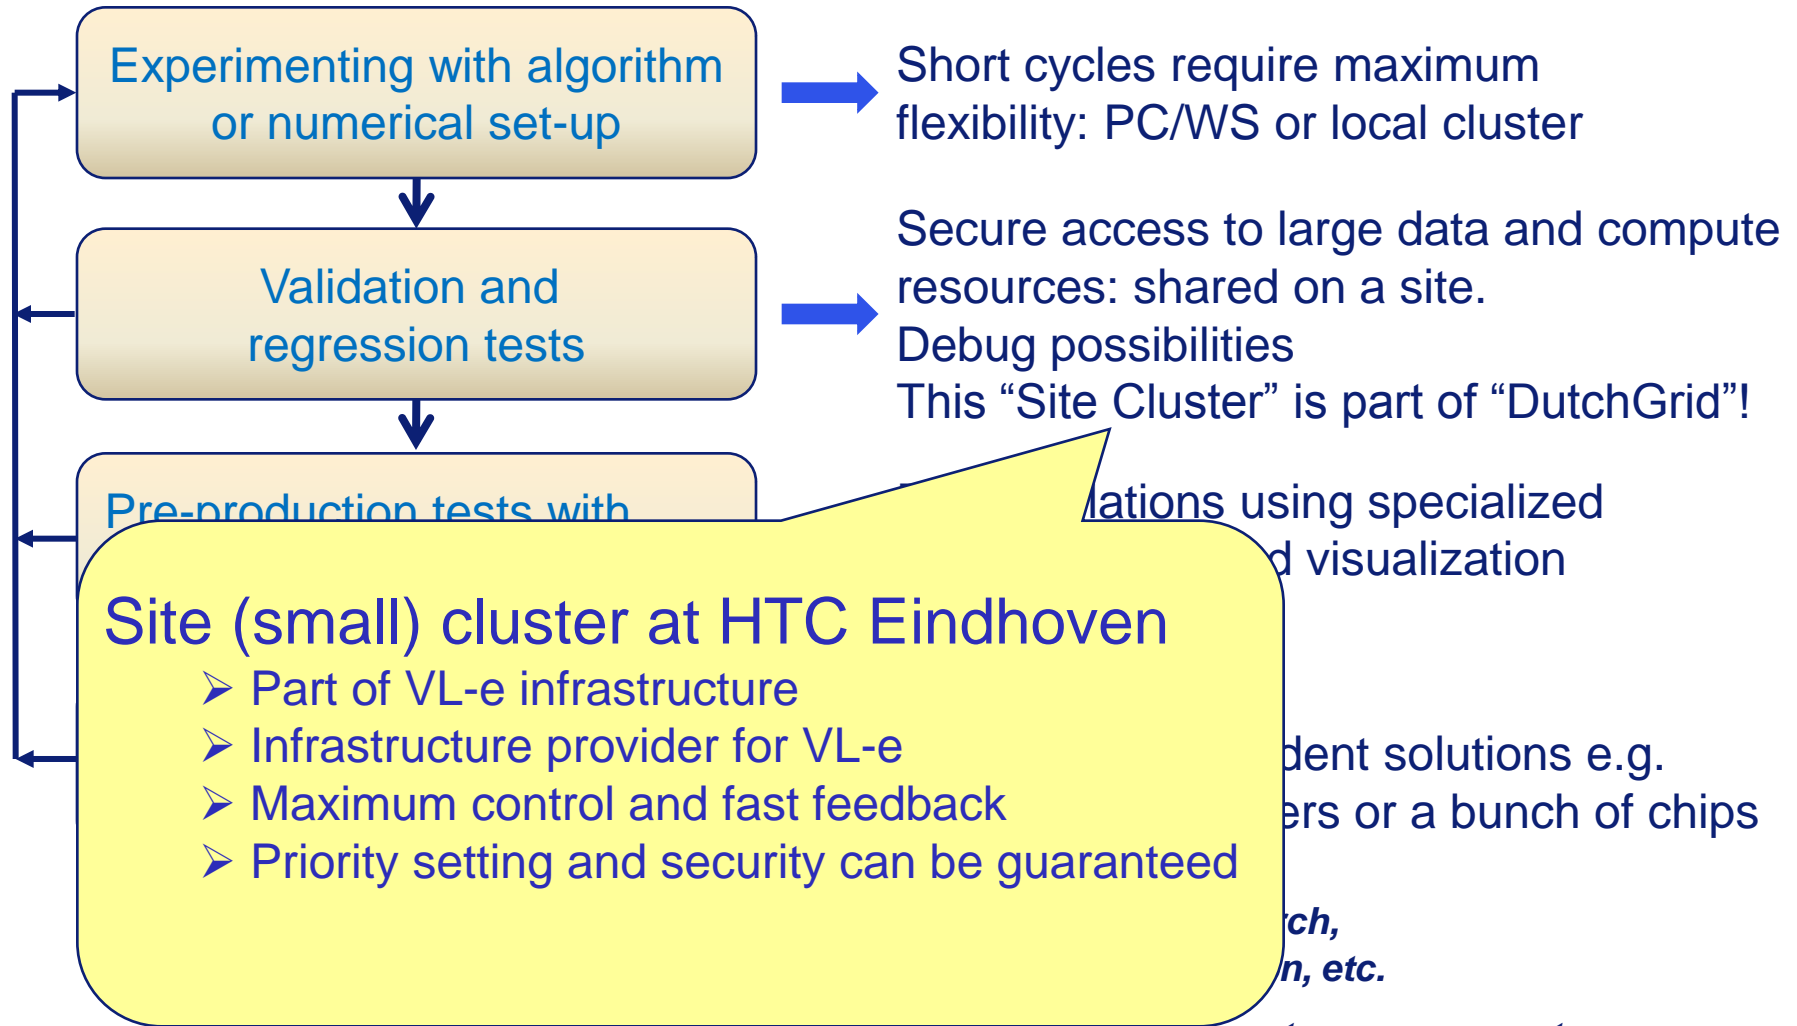 Experimenting with algorithm
or numerical set-up
Short cycles require maximum
flexibility: PC/WS or local cluster
Validation and
regression tests
Secure access to large data and compute
resources: shared on a site.
Debug possibilities
This “Site Cluster” is part of “DutchGrid”!
Pre-production tests with
using specialized
visualization
Site (small) cluster at HTC Eindhoven
➢ Part of VL-e infrastructure
➢ Infrastructure provider for VL-e
➢ Maximum control and fast feedback
➢ Priority setting and security can be guaranteed
solutions e.g.
or a bunch of chips
etc.